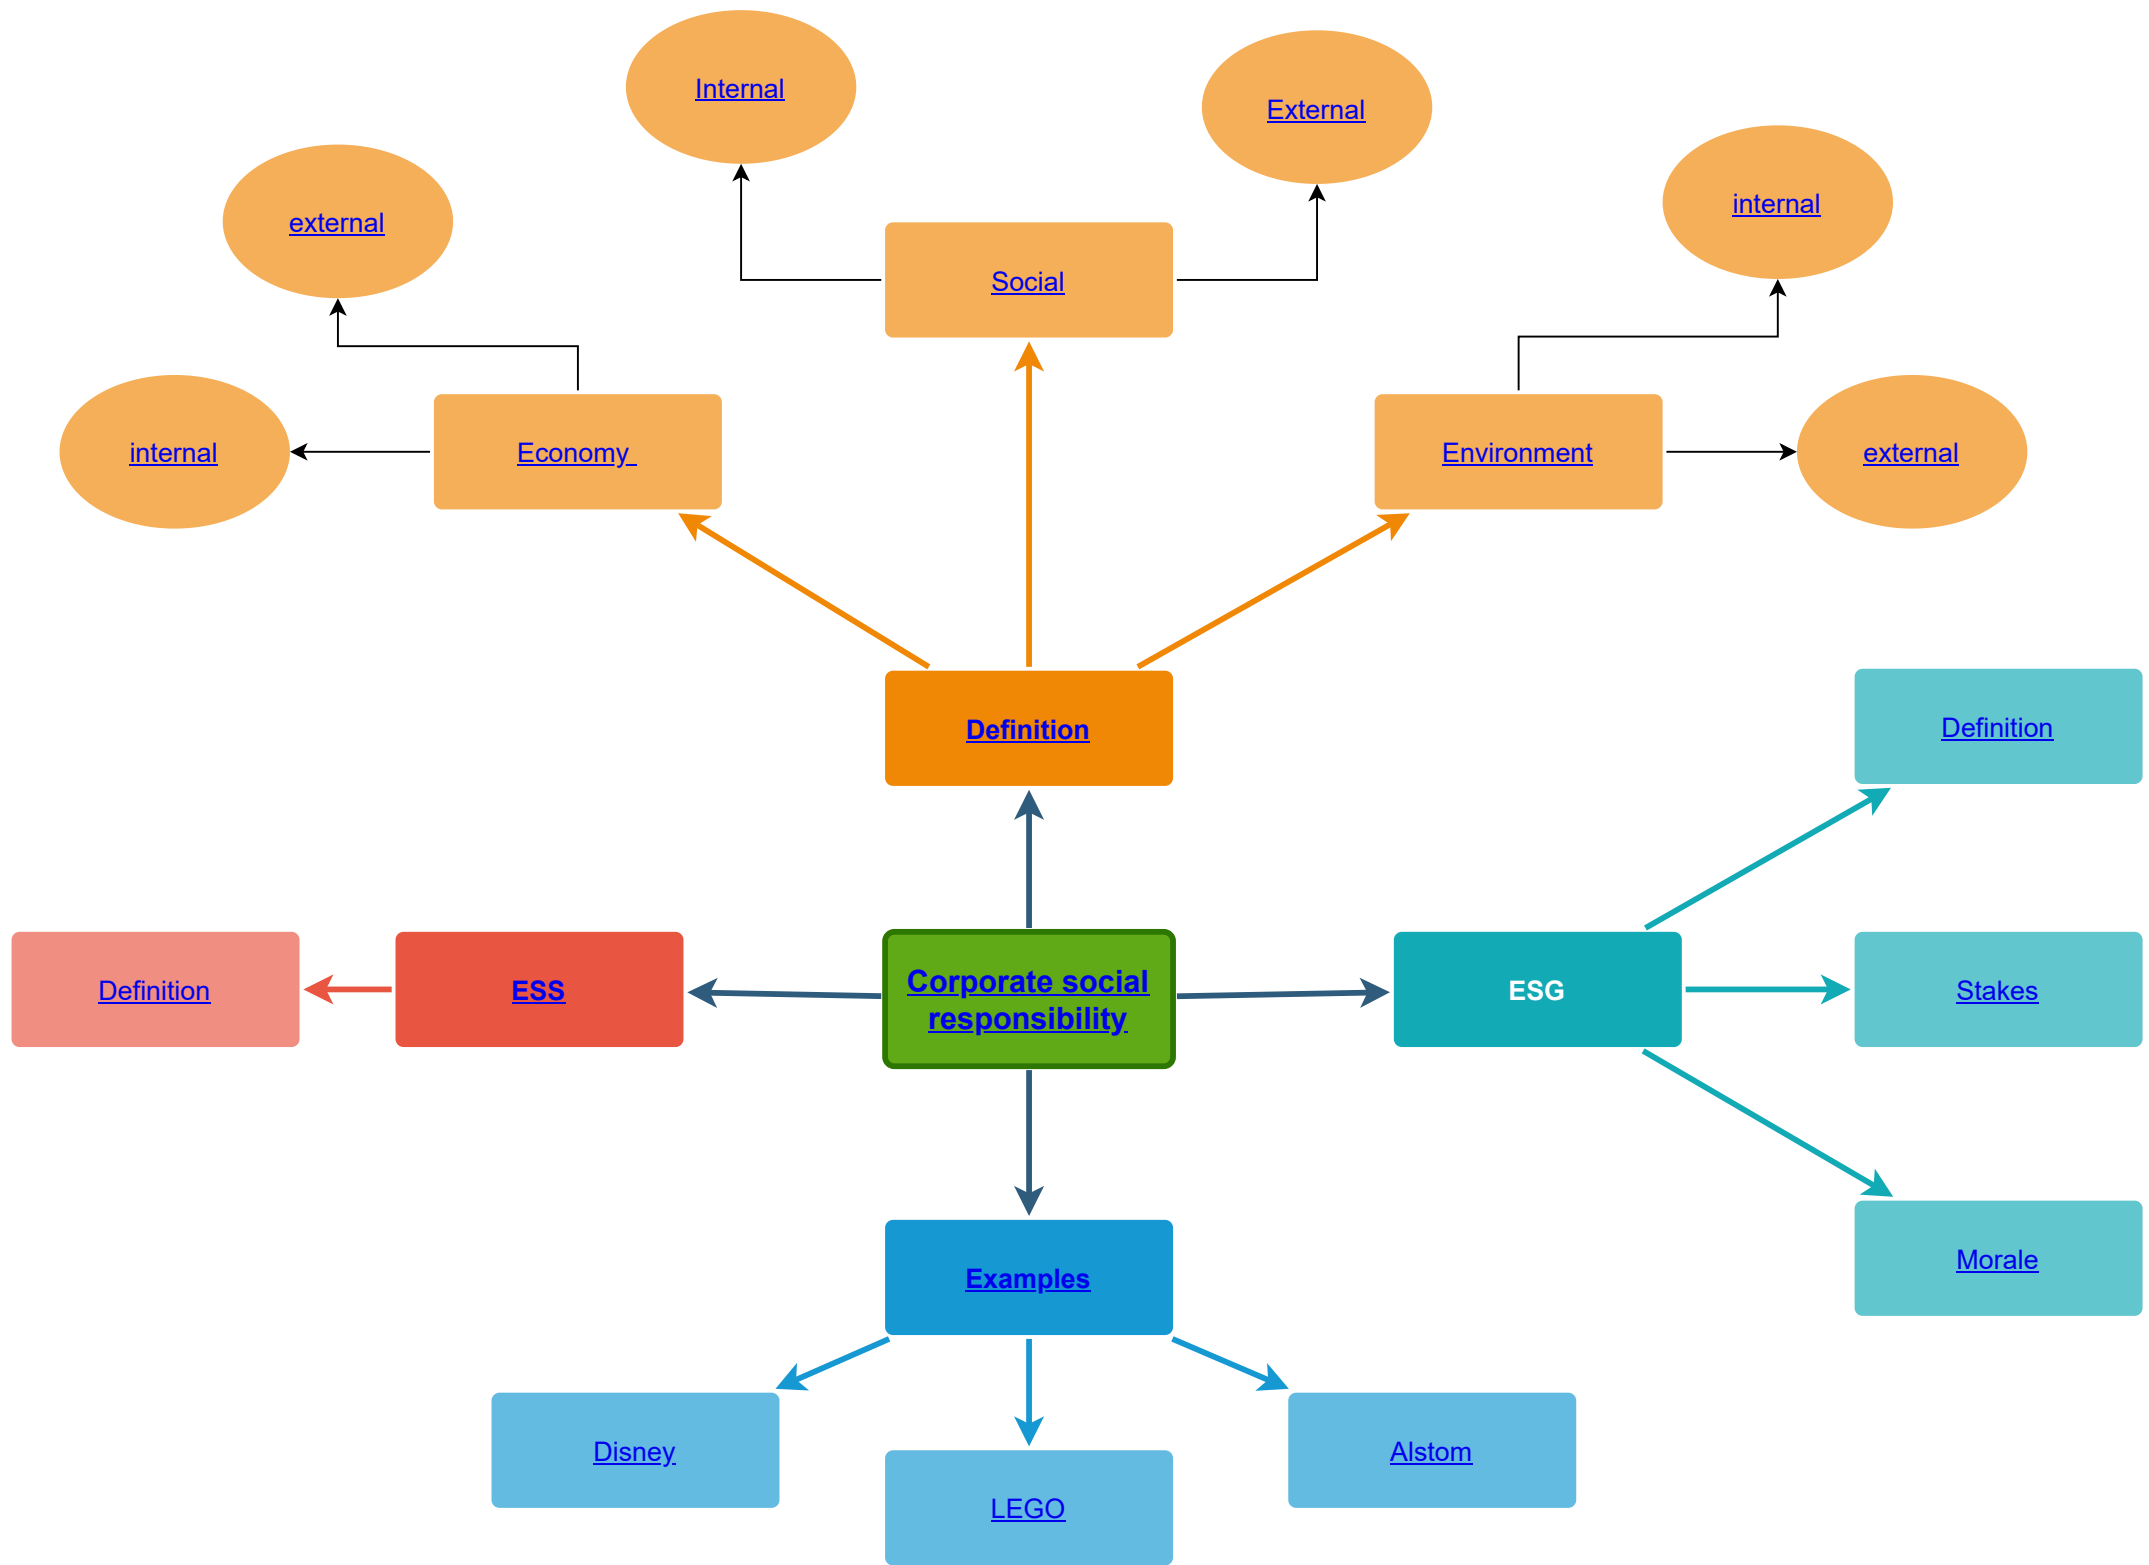 Internal
External
internal
external
Social
internal
Economy
Environment
external
Definition
Definition
Definition
ESS
Corporate social
responsibility
ESG
Stakes
Examples
Morale
Disney
LEGO
Alstom